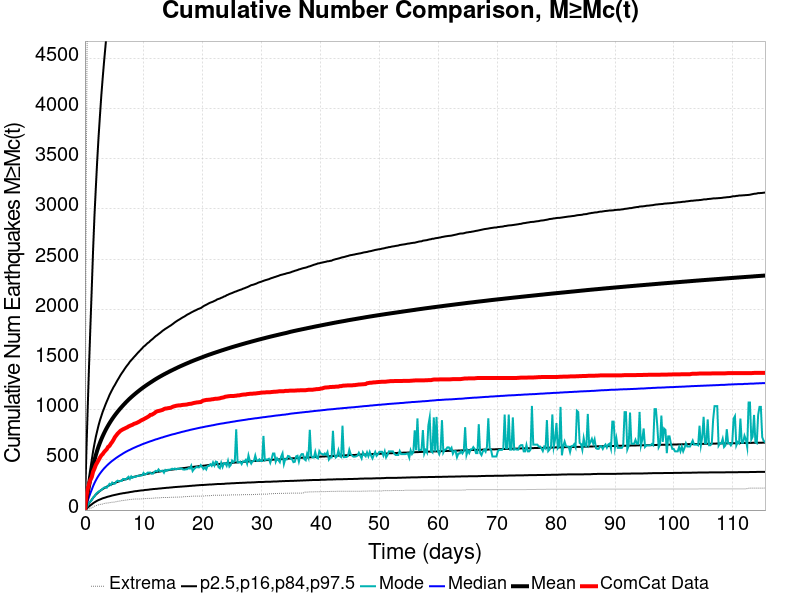 Cumulative Number Comparison, M≥Mc(t)
Cumulative Num Earthquakes M≥Mc(t)
4500
4000
3500
3000
2500
2000
1500
1000
500
0
0 10 20 30 40 50 60 70 80 90 100 110
Time (days)
Extrema p2.5,p16,p84,p97.5 Mode Median Mean ComCat Data